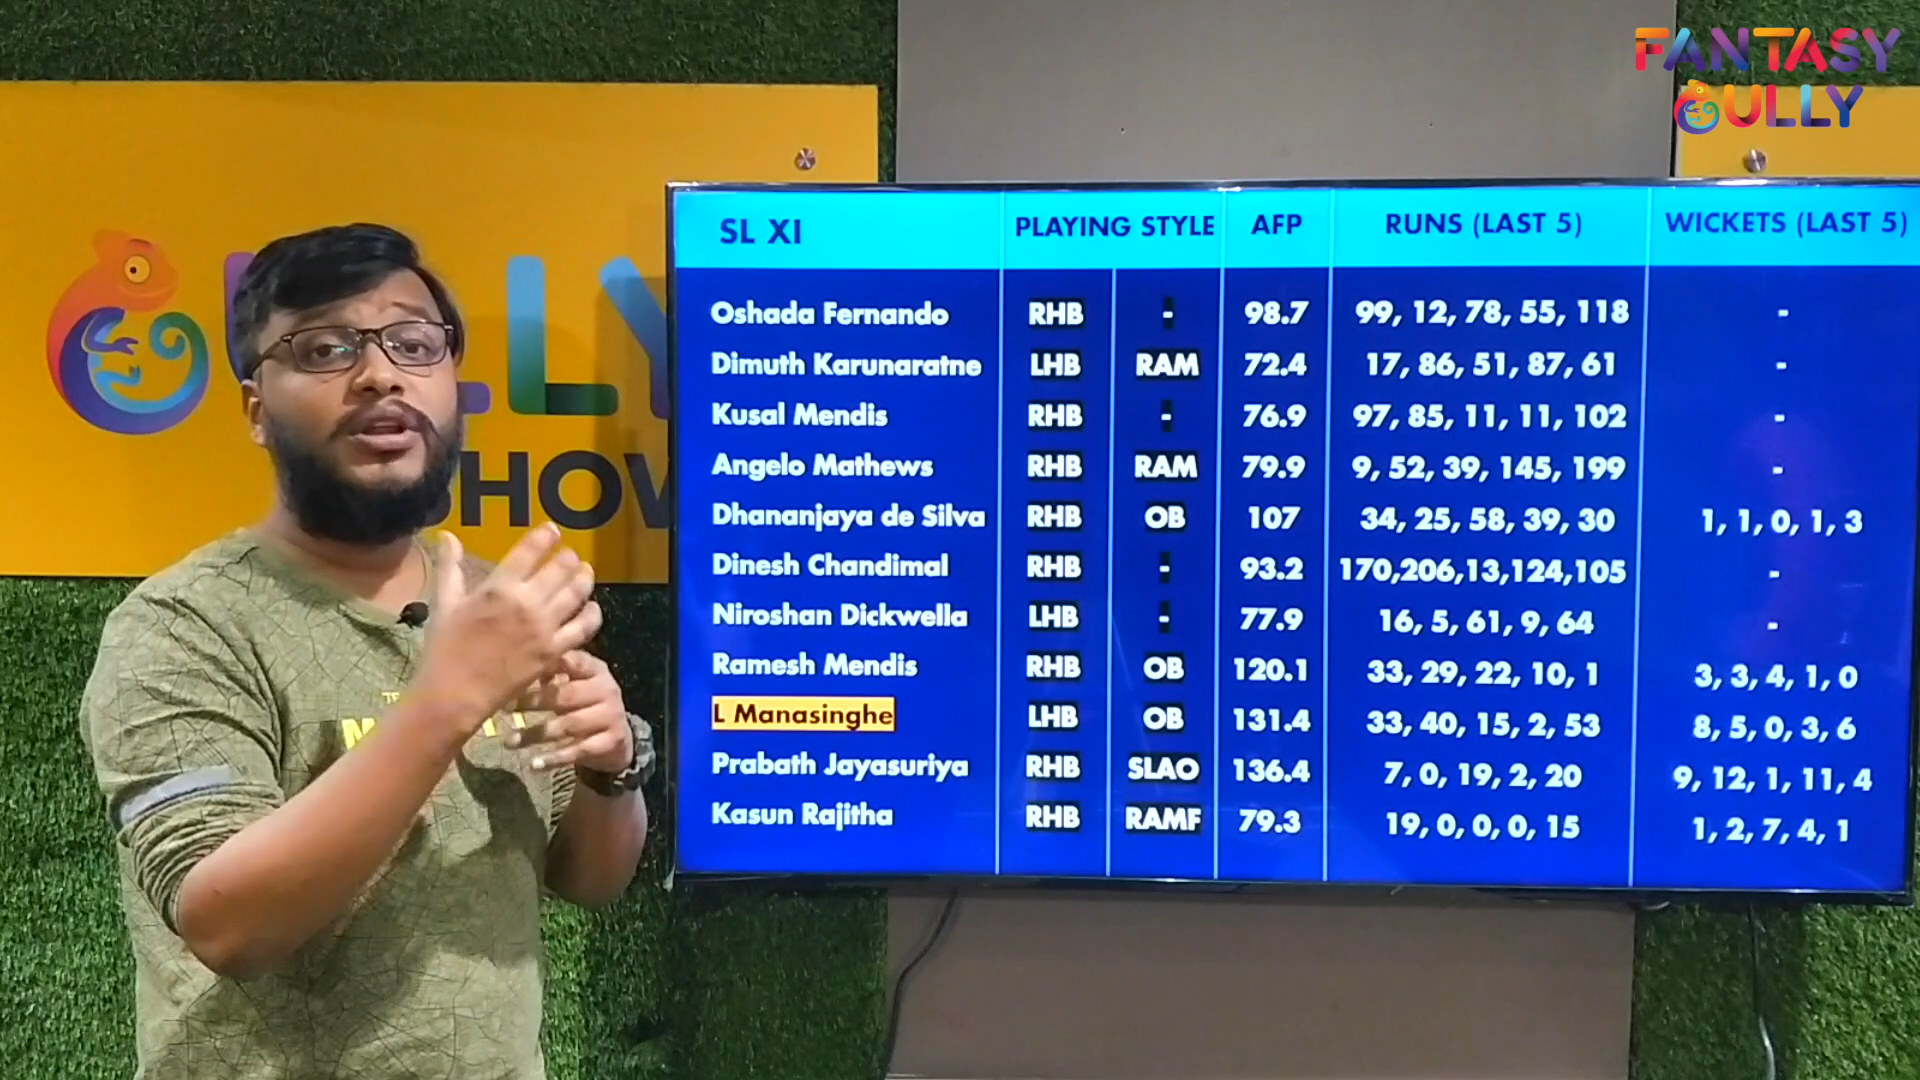 FANTASY
GULLY
SHOW
SL XI PLAYING STYLE AFP RUNS (LAST 5) WICKETS (LAST 5)
Oshada Fernando RHB - 98.7 99, 12, 78, 55, 118 -
Dimuth Karunaratne LHB RAM 72.4 17, 86, 51, 87, 61 -
Kusal Mendis RHB - 76.9 97, 85, 11, 11, 102 -
Angelo Mathews RHB RAM 79.9 9, 52, 39, 145, 199 -
Dhananjaya de Silva RHB OB 107 34, 25, 58, 39, 30 1, 1, 0, 1, 3
Dinesh Chandimal RHB - 93.2 170,206,13,124,105 -
Niroshan Dickwella LHB - 77.9 16, 5, 61, 9, 64 -
Ramesh Mendis RHB OB 120.1 33, 29, 22, 10, 1 3, 3, 4, 1, 0
L Manasinghe LHB OB 131.4 33, 40, 15, 2, 53 8, 5, 0, 3, 6
Prabath Jayasuriya RHB SLAO 136.4 7, 0, 19, 2, 20 9, 12, 1, 11, 4
Kasun Rajitha RHB RAMF 79.3 19, 0, 0, 0, 15 1, 2, 7, 4, 1